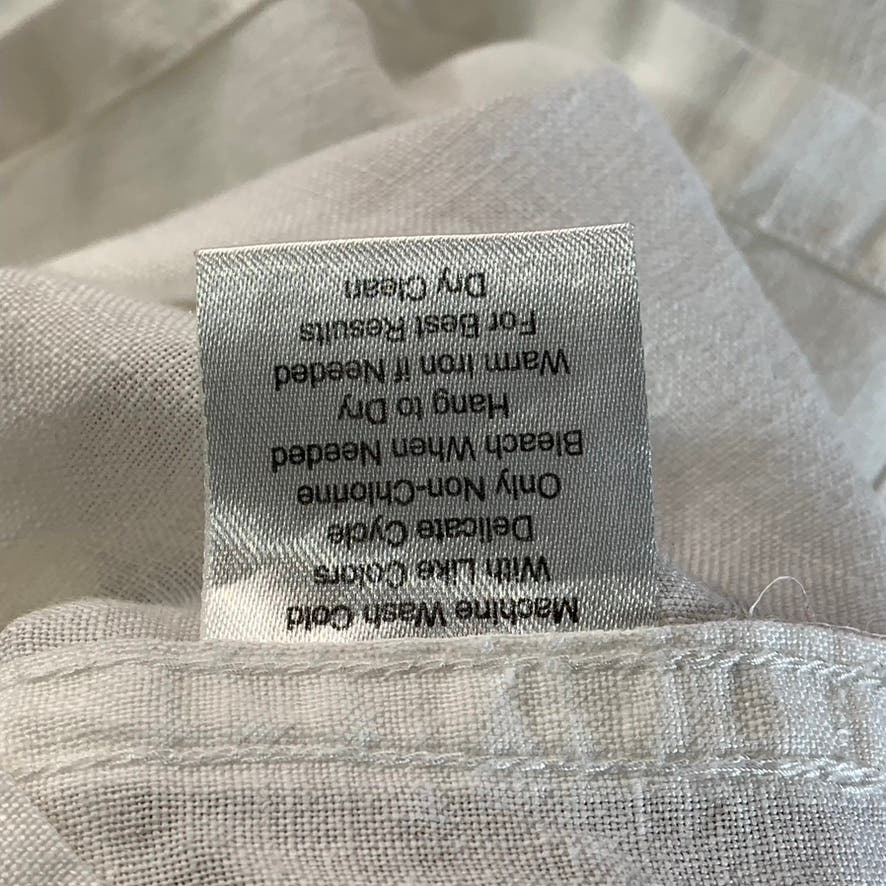 Machine Wash Cold
With Like Colors
Delicate Cycle
Only Non-Chlorine
Bleach When Needed
Hang to Dry
Warm Iron if Needed
For Best Results
Dry Clean